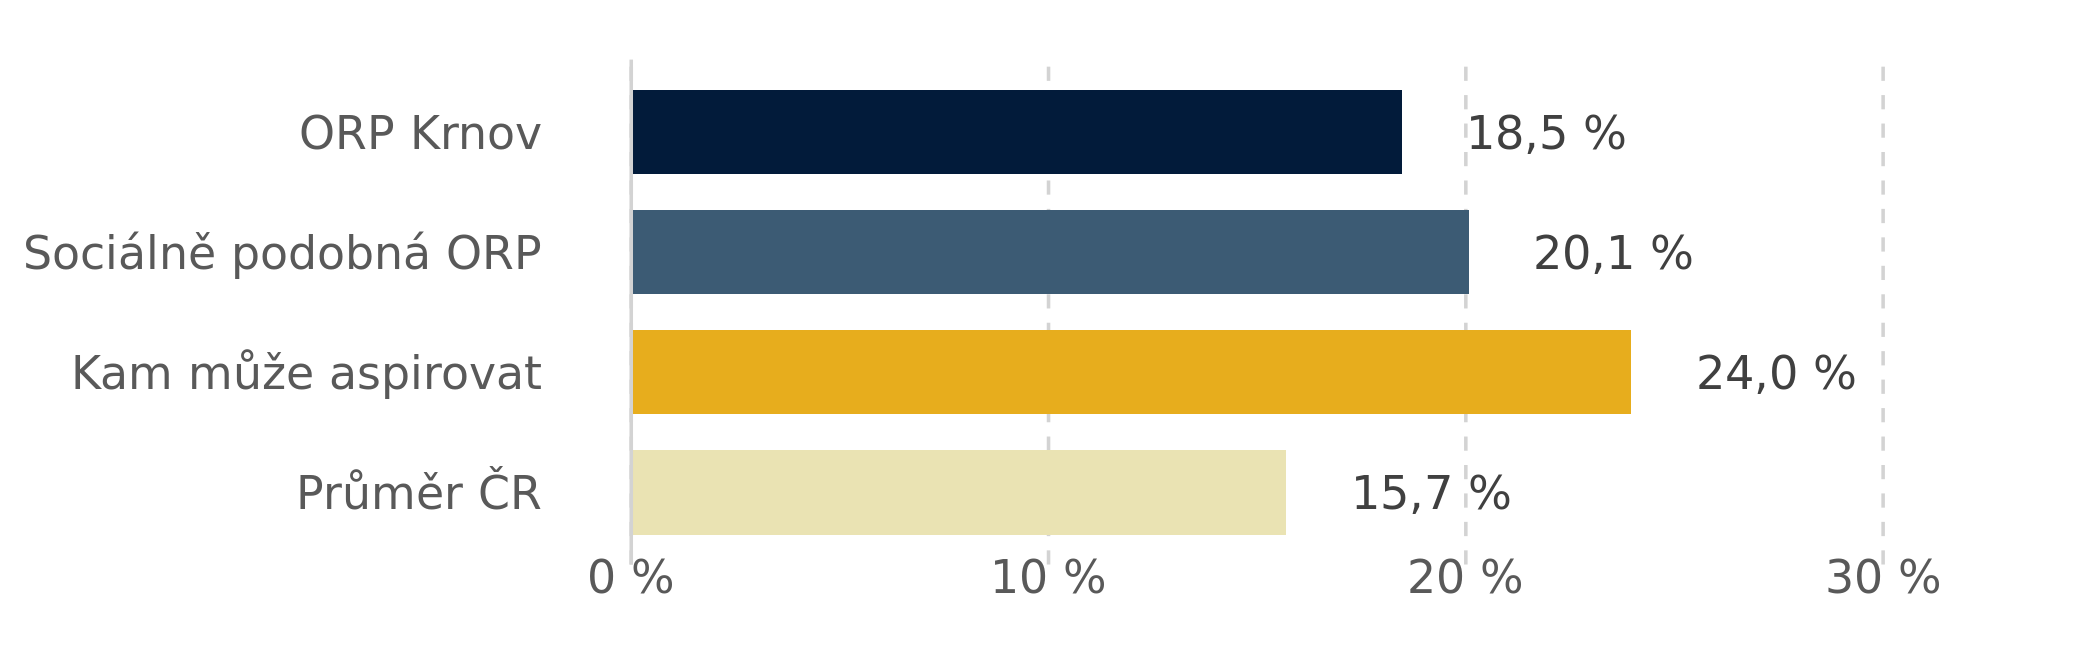 ORP Krnov 18,5 %
Sociálně podobná ORP 20,1 %
Kam může aspirovat 24,0 %
Průměr ČR 15,7 %
0 % 10 % 20 % 30 %